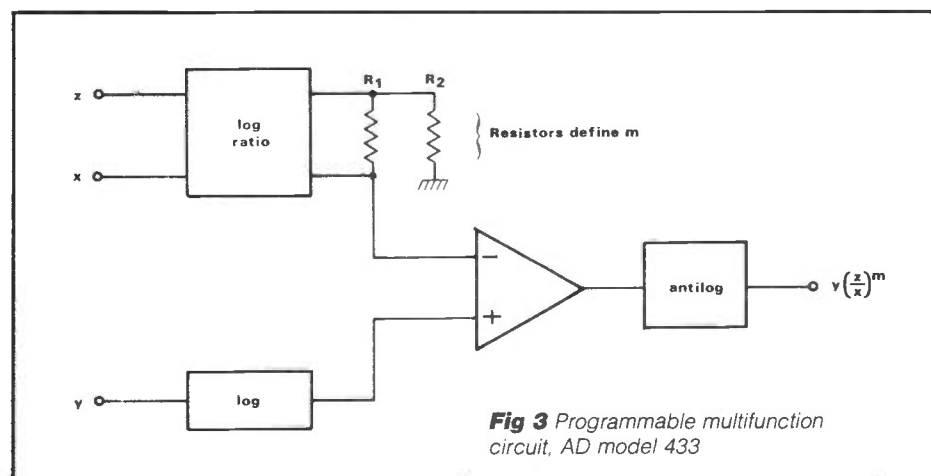 z
x
log
ratio
R1 R2
Resistors define m
y
log
−
+
antilog
y(z/x)^m
Fig 3 Programmable multifunction
circuit, AD model 433